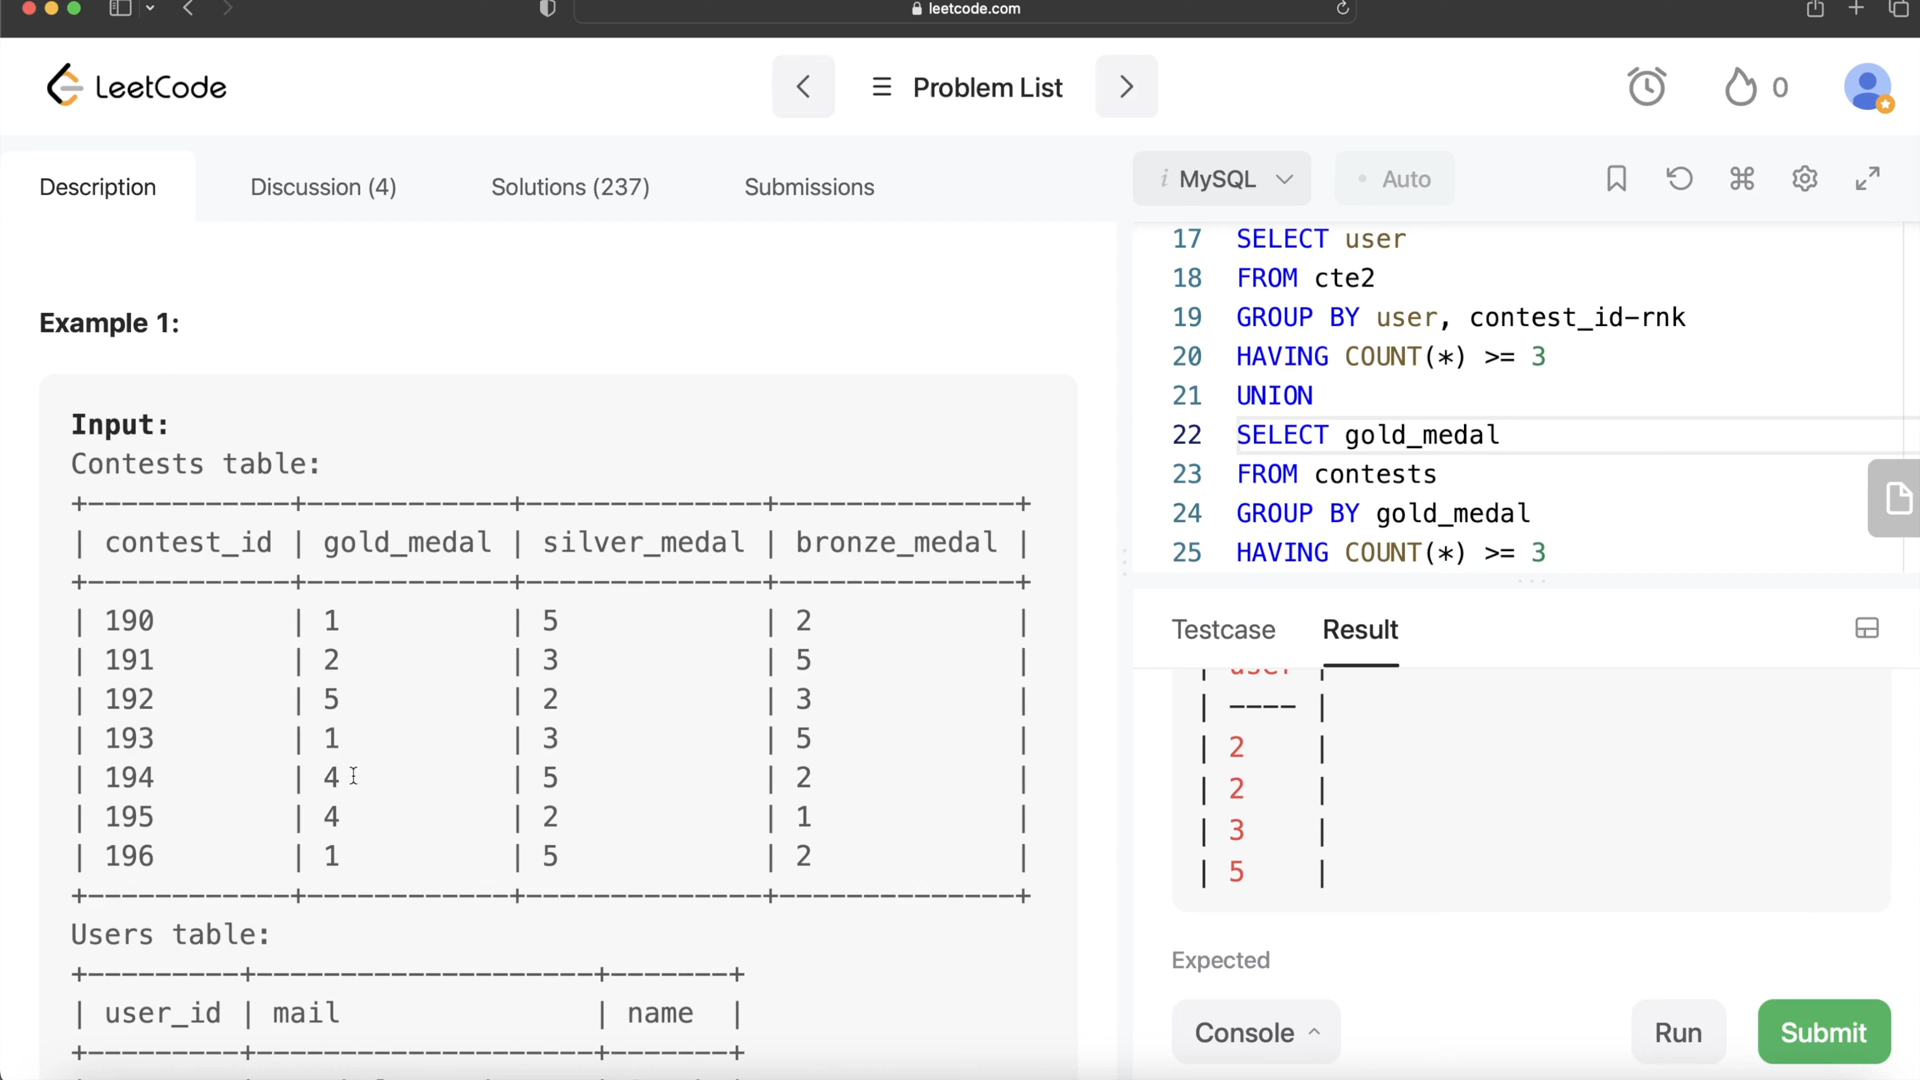 leetcode.com
LeetCode
Problem List
0
Description
Discussion (4)
Solutions (237)
Submissions
i MySQL
• Auto
Example 1:
Input:
Contests table:
+-------------+------------+--------------+--------------+
| contest_id | gold_medal | silver_medal | bronze_medal |
+-------------+------------+--------------+--------------+
| 190 | 1 | 5 | 2 |
| 191 | 2 | 3 | 5 |
| 192 | 5 | 2 | 3 |
| 193 | 1 | 3 | 5 |
| 194 | 4 | 5 | 2 |
| 195 | 4 | 2 | 1 |
| 196 | 1 | 5 | 2 |
+-------------+------------+--------------+--------------+
Users table:
+---------+--------------------+-------+
| user_id | mail | name |
+---------+--------------------+-------+
17 SELECT user
18 FROM cte2
19 GROUP BY user, contest_id-rnk
20 HAVING COUNT(*) >= 3
21 UNION
22 SELECT gold_medal
23 FROM contests
24 GROUP BY gold_medal
25 HAVING COUNT(*) >= 3
Testcase
Result
| user |
| ---- |
| 2 |
| 2 |
| 3 |
| 5 |
Expected
Console
Run
Submit